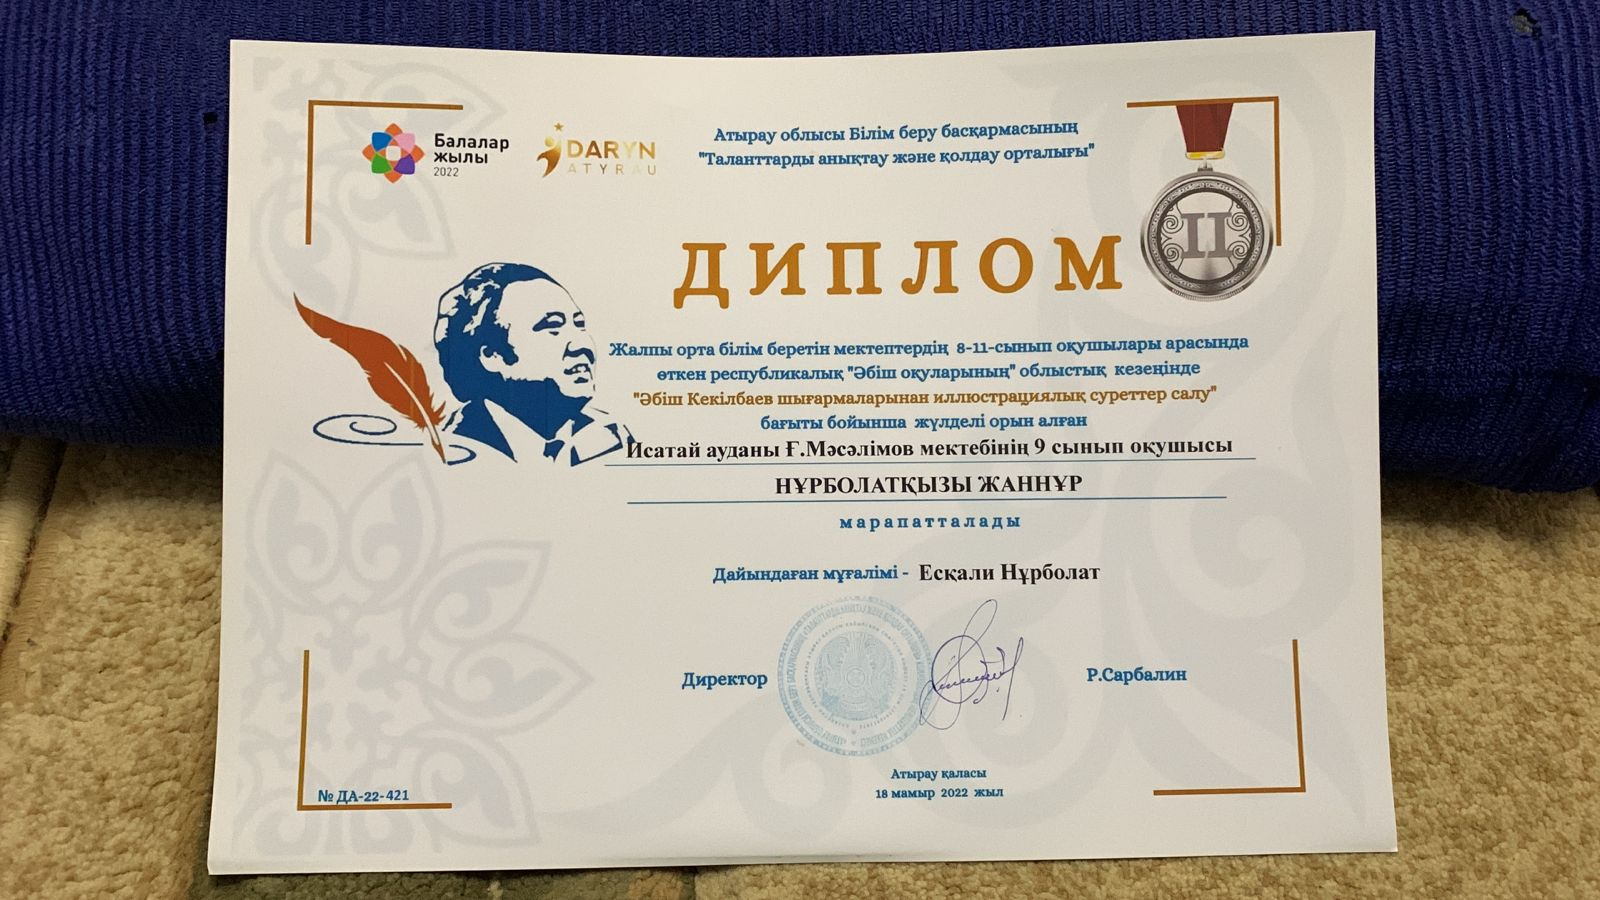 Балалар
жылы
2022
DARYN
ATYRAU
Атырау облысы Білім беру басқармасының
"Таланттарды анықтау және қолдау орталығы"
II
ДИПЛОМ
Жалпы орта білім беретін мектептердің 8-11-сынып оқушылары арасында
өткен республикалық "Әбіш оқуларының" облыстық кезеңінде
"Әбіш Кекілбаев шығармаларынан иллюстрациялық суреттер салу"
бағыты бойынша жүлделі орын алған
Исатай ауданы Ғ.Мәсәлімов мектебінің 9 сынып оқушысы
НҰРБОЛАТҚЫЗЫ ЖАННҰР
марапатталады
Дайындаған мұғалімі - Есқали Нұрболат
Директор
Р.Сарбалин
Атырау қаласы
18 мамыр 2022 жыл
№ ДА-22-421